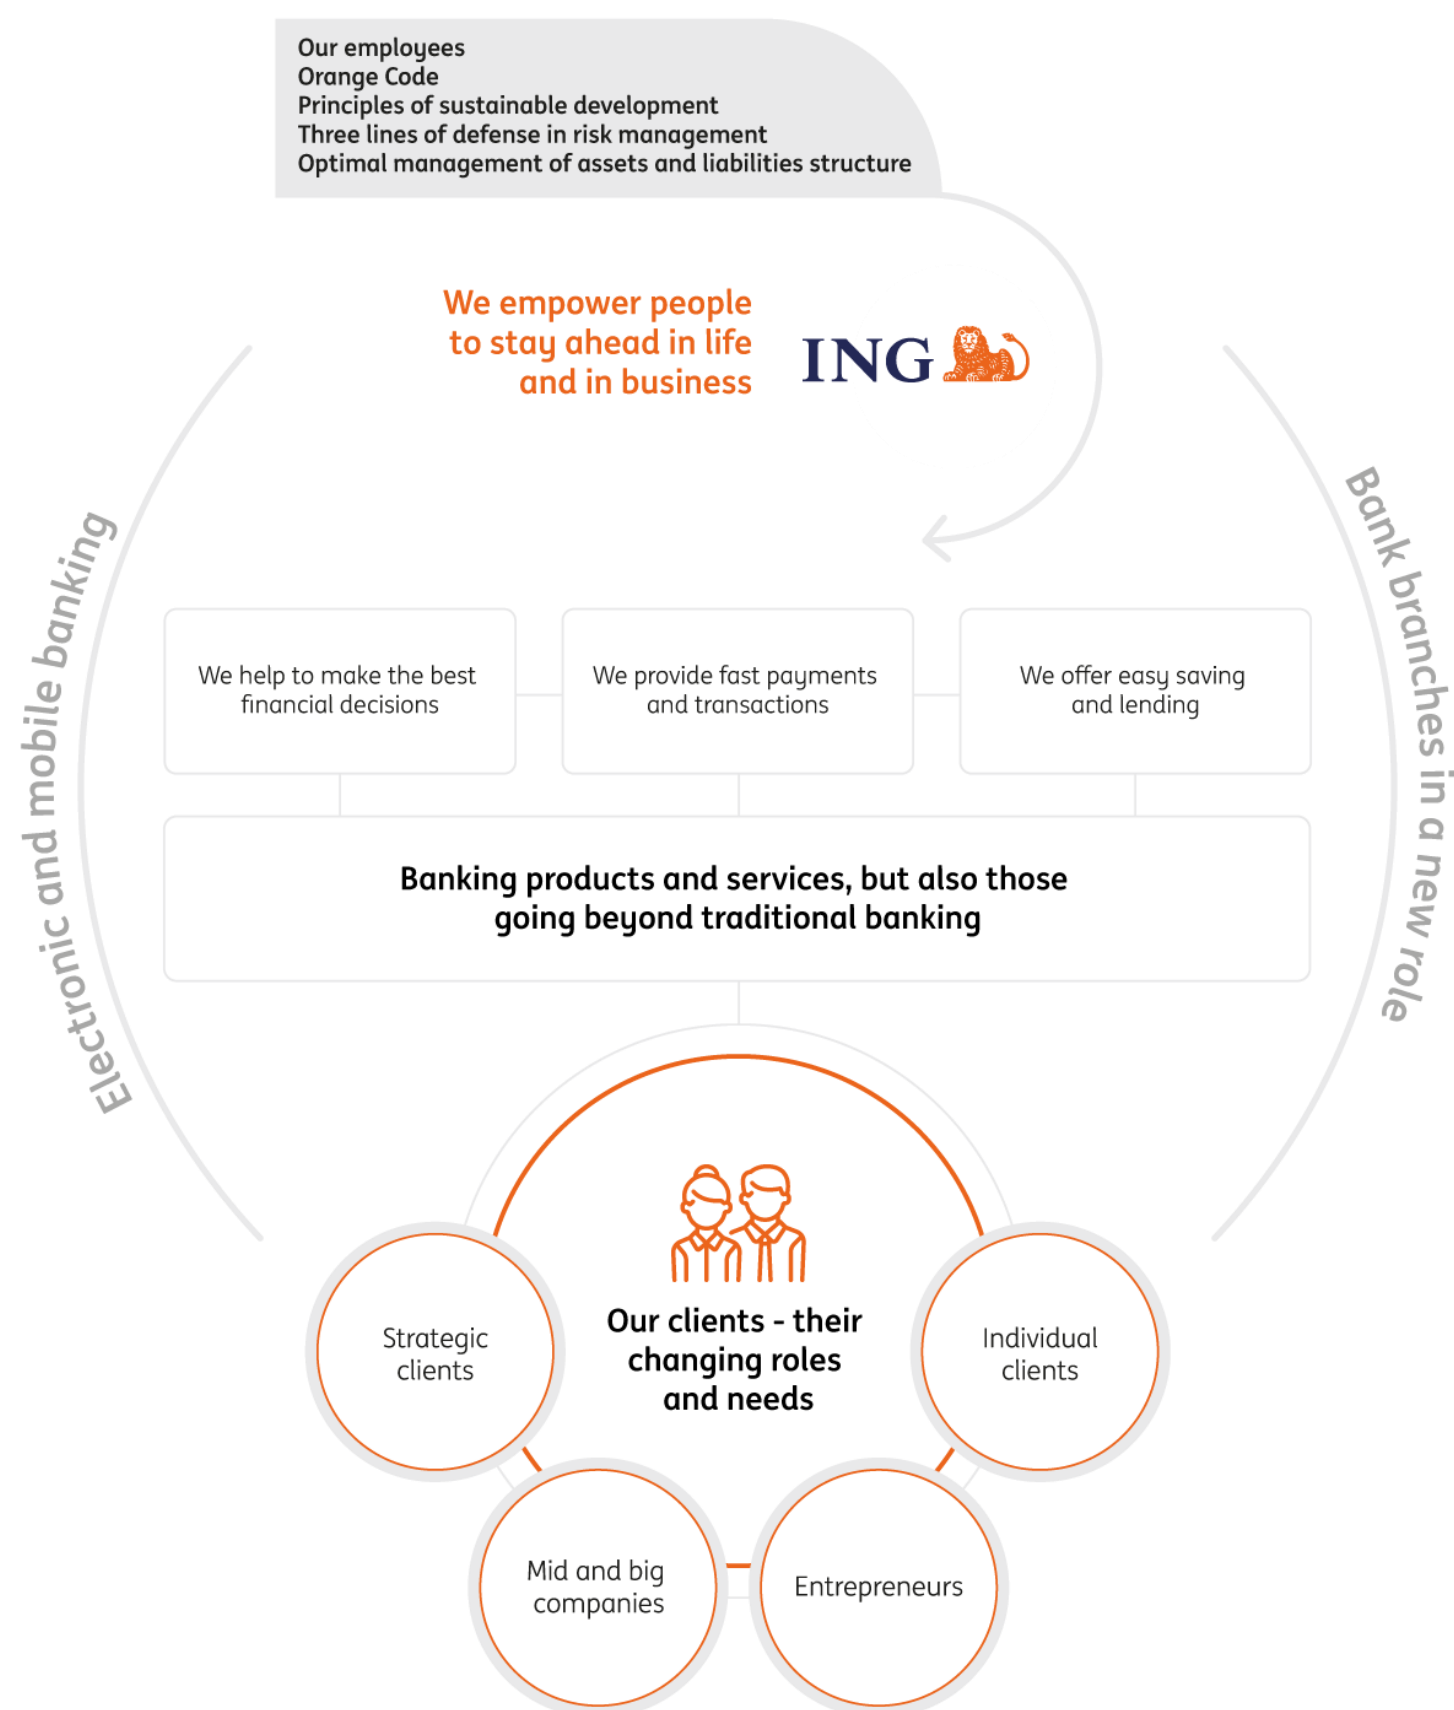 Our employees
Orange Code
Principles of sustainable development
Three lines of defense in risk management
Optimal management of assets and liabilities structure
We empower people
to stay ahead in life
and in business
ING
Electronic and mobile banking
Bank branches in a new role
We help to make the best
financial decisions
We provide fast payments
and transactions
We offer easy saving
and lending
Banking products and services, but also those
going beyond traditional banking
Our clients - their
changing roles
and needs
Strategic
clients
Individual
clients
Mid and big
companies
Entrepreneurs